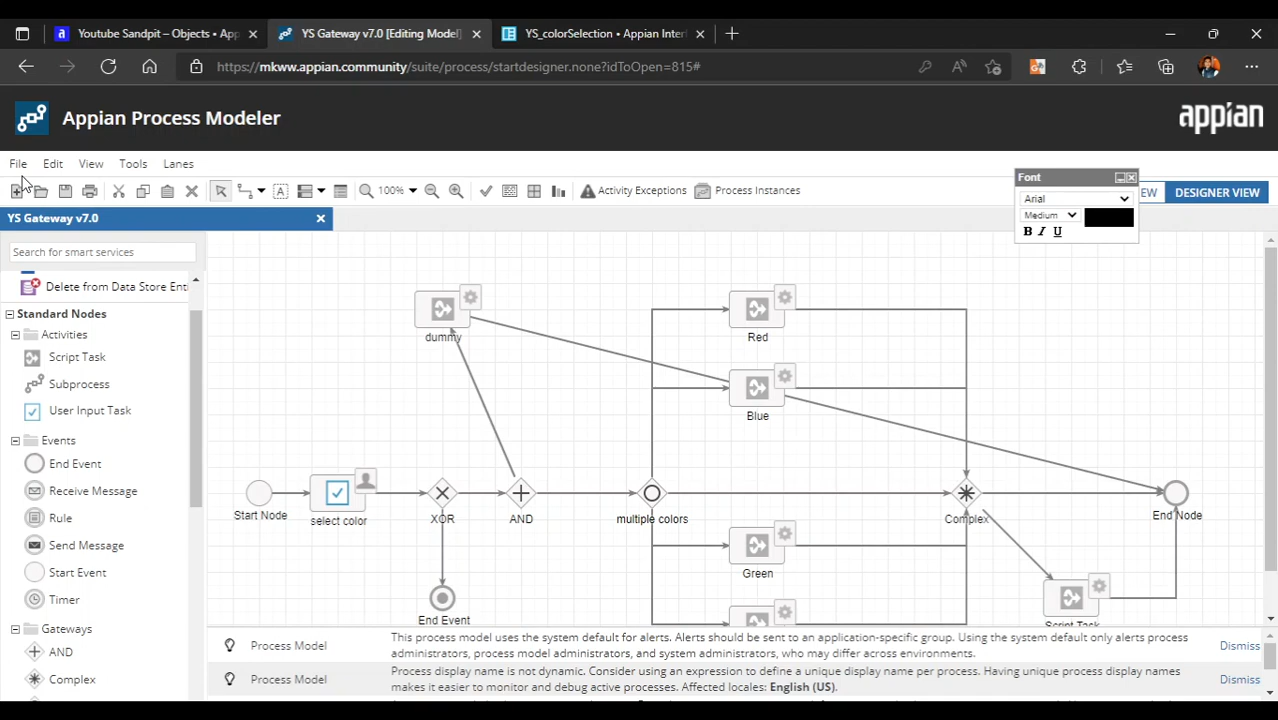 Youtube Sandpit – Objects • App
YS Gateway v7.0 [Editing Model]
YS_colorSelection • Appian Inter
https://mkww.appian.community/suite/process/startdesigner.none?idToOpen=815#
Appian Process Modeler
appian
File Edit View Tools Lanes
100%
Activity Exceptions
Process Instances
EW
DESIGNER VIEW
Font
Arial
Medium
B I U
YS Gateway v7.0
Search for smart services
Delete from Data Store Enti
Standard Nodes
Activities
Script Task
Subprocess
User Input Task
Events
End Event
Receive Message
Rule
Send Message
Start Event
Timer
Gateways
AND
Complex
dummy
Red
Blue
Start Node
select color
XOR
AND
multiple colors
Complex
End Node
Green
End Event
Script Task
Process Model
This process model uses the system default for alerts. Alerts should be sent to an application-specific group. Using the system default only alerts process
administrators, process model administrators, and system administrators, who may differ across environments.
Dismiss
Process Model
Process display name is not dynamic. Consider using an expression to define a unique display name per process. Having unique process display names
makes it easier to monitor and debug active processes. Affected locales: English (US).
Dismiss